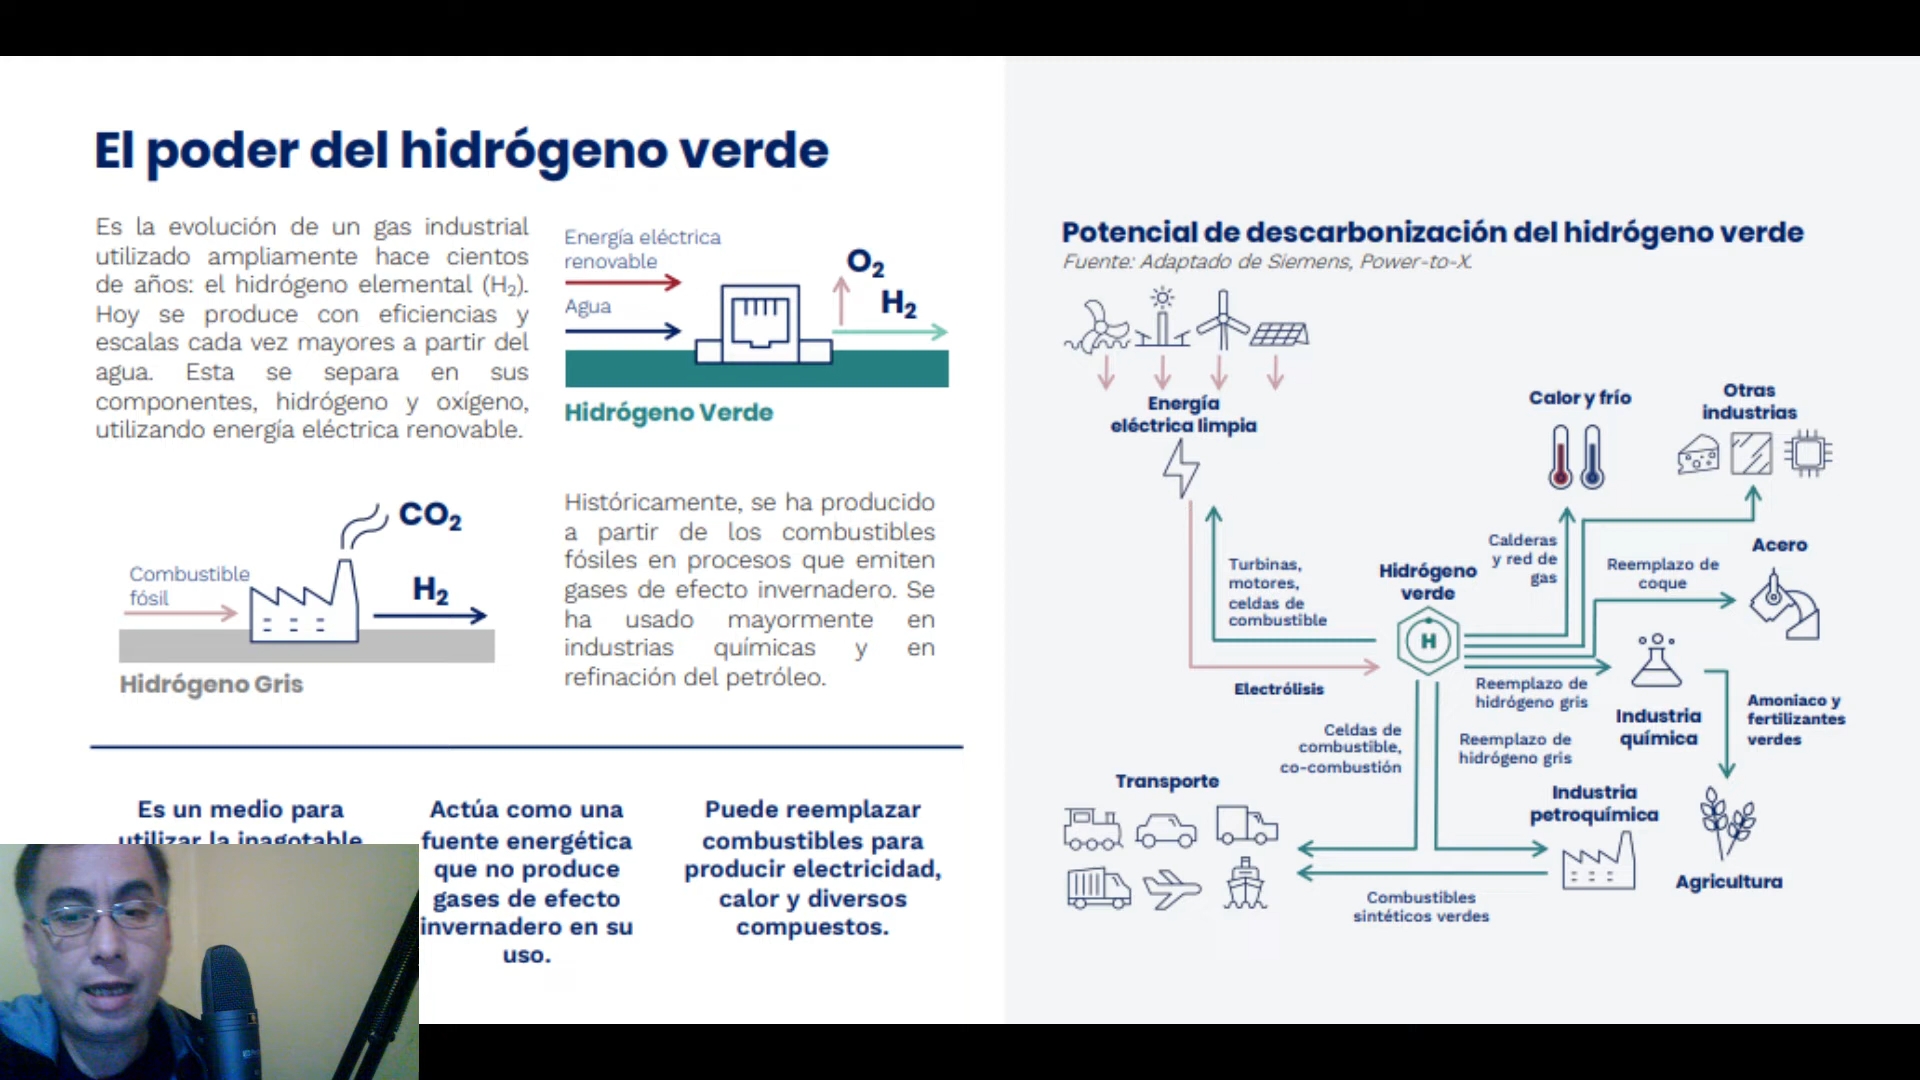 El poder del hidrógeno verde
Es la evolución de un gas industrial
utilizado ampliamente hace cientos
de años: el hidrógeno elemental (H₂).
Hoy se produce con eficiencias y
escalas cada vez mayores a partir del
agua. Esta se separa en sus
componentes, hidrógeno y oxígeno,
utilizando energía eléctrica renovable.
Energía eléctrica
renovable
Agua
O₂
H₂
Hidrógeno Verde
Combustible
fósil
CO₂
H₂
Hidrógeno Gris
Históricamente, se ha producido
a partir de los combustibles
fósiles en procesos que emiten
gases de efecto invernadero. Se
ha usado mayormente en
industrias químicas y en
refinación del petróleo.
Es un medio para
utilizar la inagotable
Actúa como una
fuente energética
que no produce
gases de efecto
invernadero en su
uso.
Puede reemplazar
combustibles para
producir electricidad,
calor y diversos
compuestos.
Potencial de descarbonización del hidrógeno verde
Fuente: Adaptado de Siemens, Power-to-X.
Energía
eléctrica limpia
Turbinas,
motores,
celdas de
combustible
Electrólisis
Hidrógeno
verde
H
Calor y frío
Calderas
y red de
gas
Otras
industrias
Reemplazo de
coque
Acero
Reemplazo de
hidrógeno gris
Industria
química
Amoniaco y
fertilizantes
verdes
Agricultura
Celdas de
combustible,
co-combustión
Reemplazo de
hidrógeno gris
Transporte
Industria
petroquímica
Combustibles
sintéticos verdes